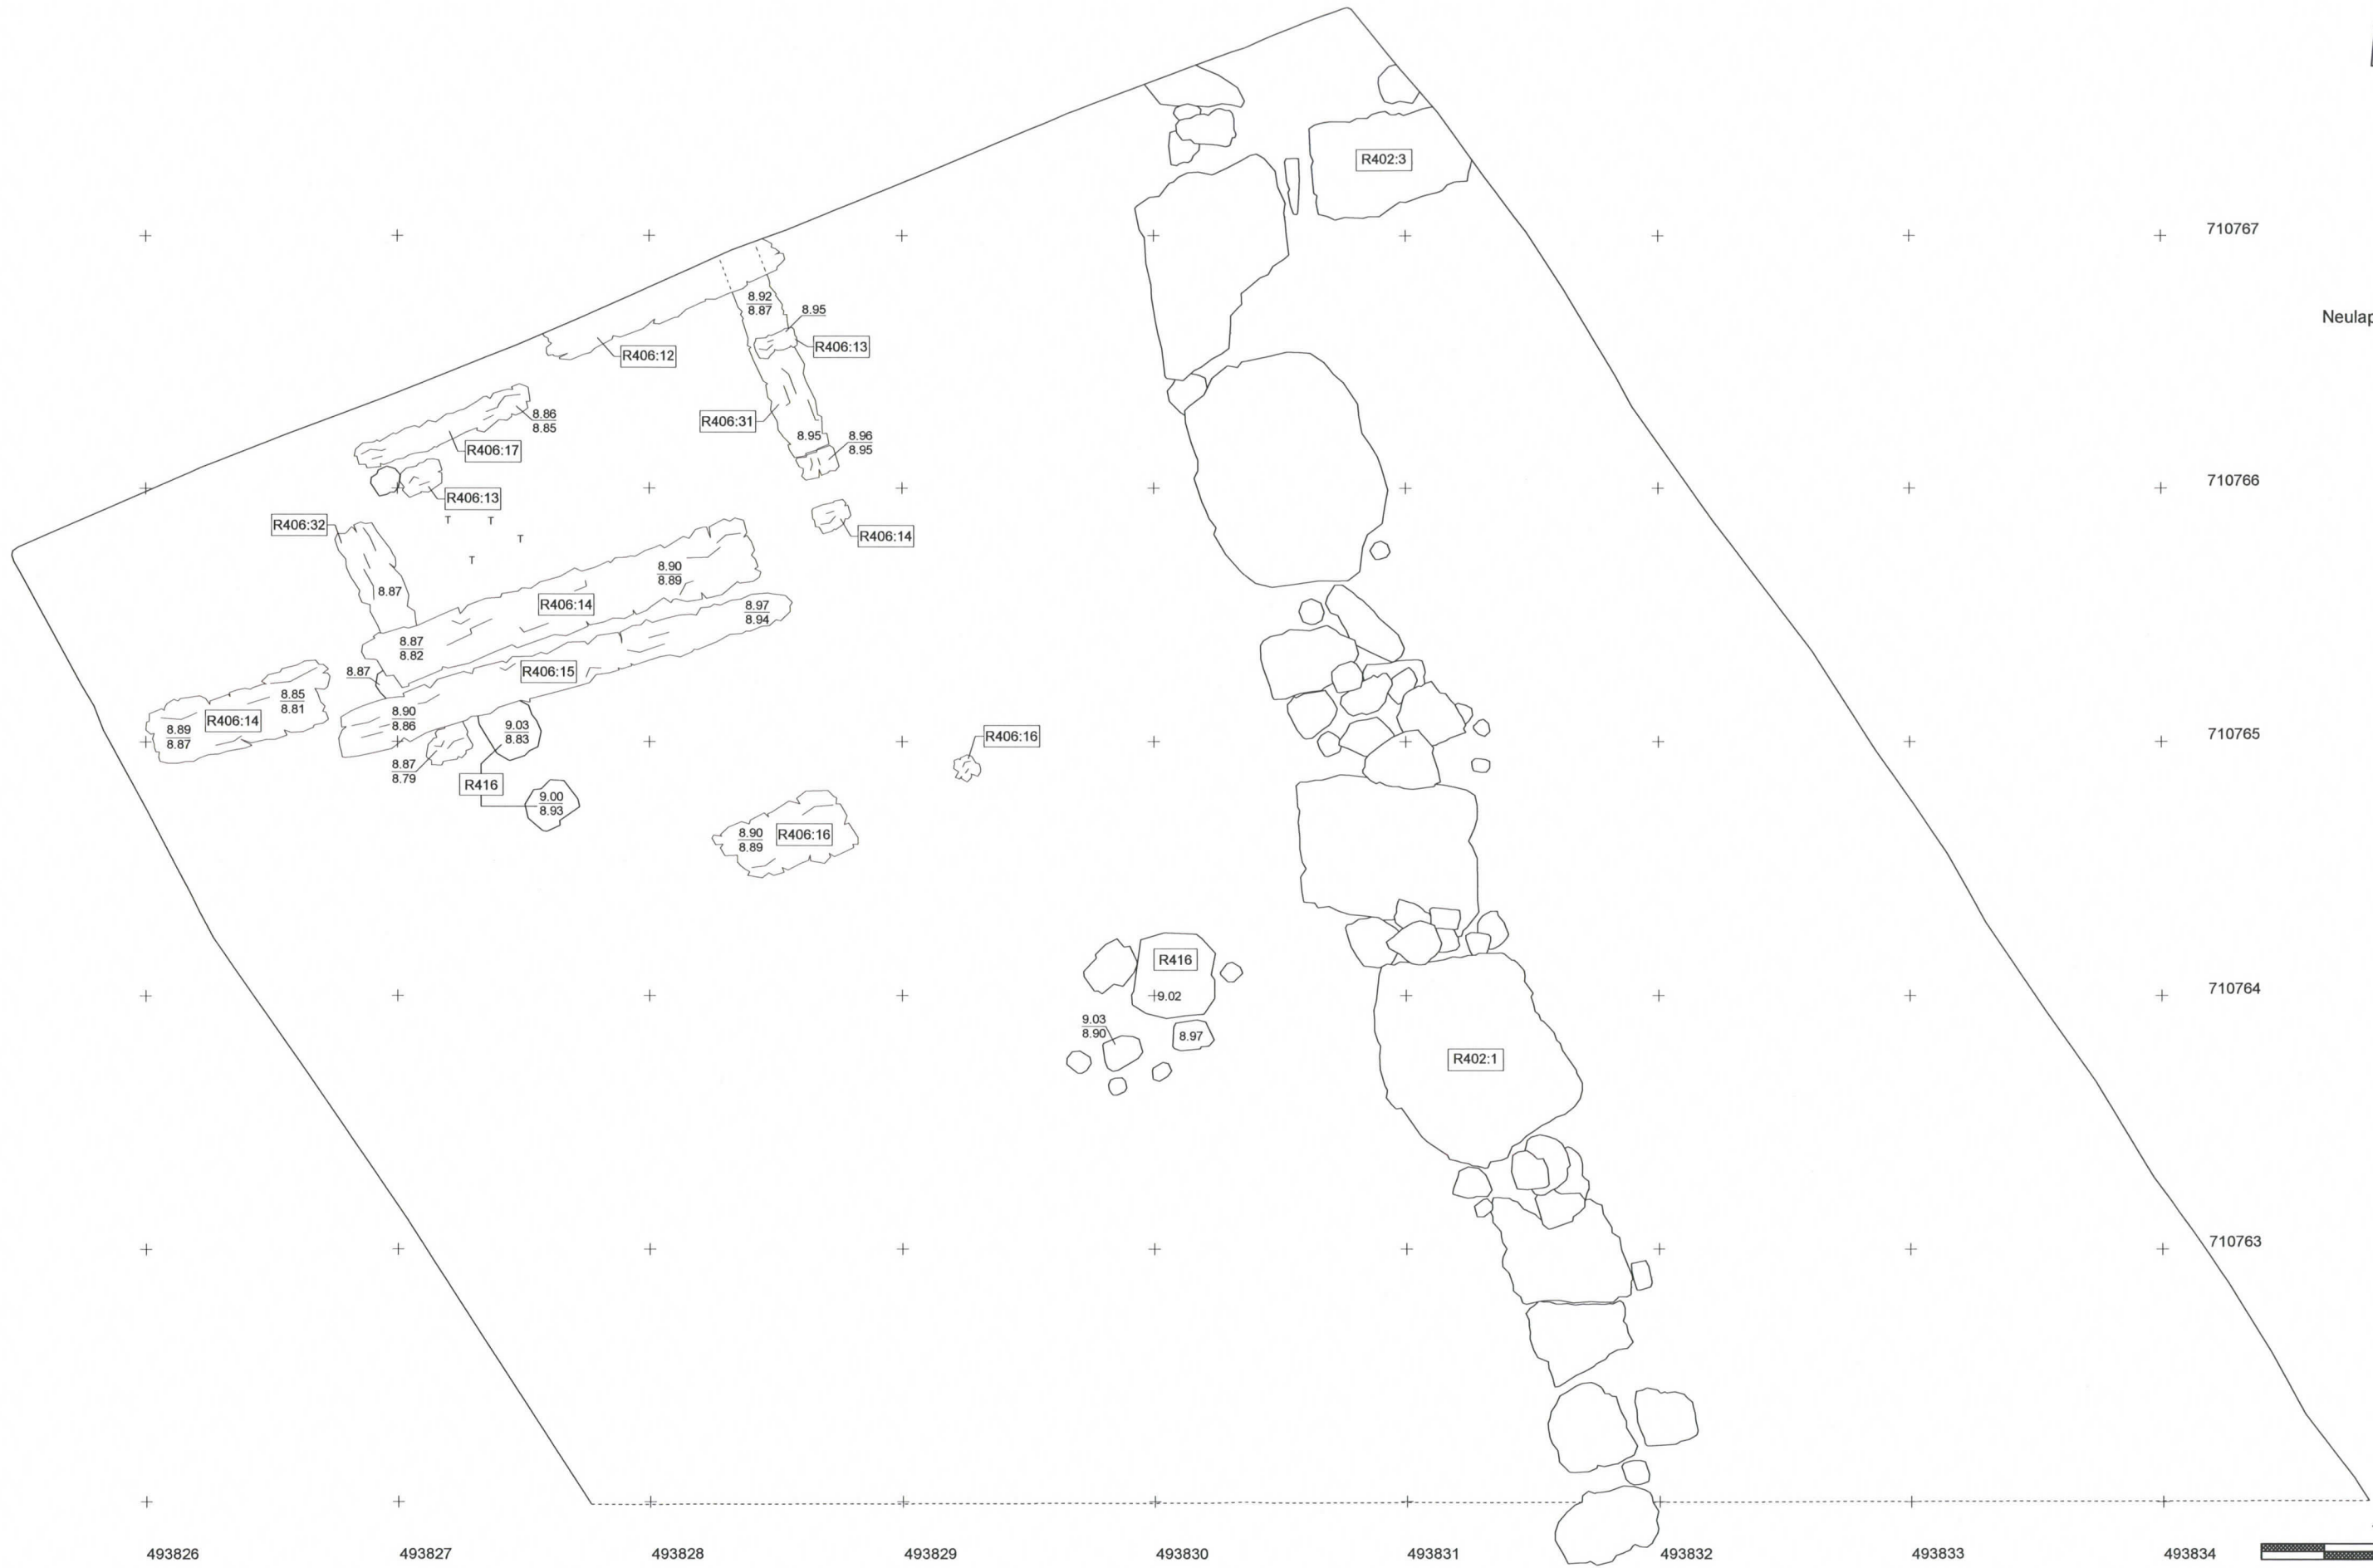 R402:3
710767
8.92
8.87
8.95
Neulap
R406:12
R406:13
8.86
8.85
R406:31
R406:17
8.95
8.96
8.95
710766
R406:13
R406:32
T T
T
T
R406:14
8.90
8.89
8.87
R406:14
8.97
8.94
8.87
8.82
8.87
R406:15
8.85
8.81
R406:14
8.89
8.87
8.90
8.86
9.03
8.83
R406:16
710765
8.87
8.79
R416
9.00
8.93
8.90
8.89
R406:16
R416
9.02
710764
9.03
8.90
8.97
R402:1
710763
493826 493827 493828 493829 493830 493831 493832 493833 493834